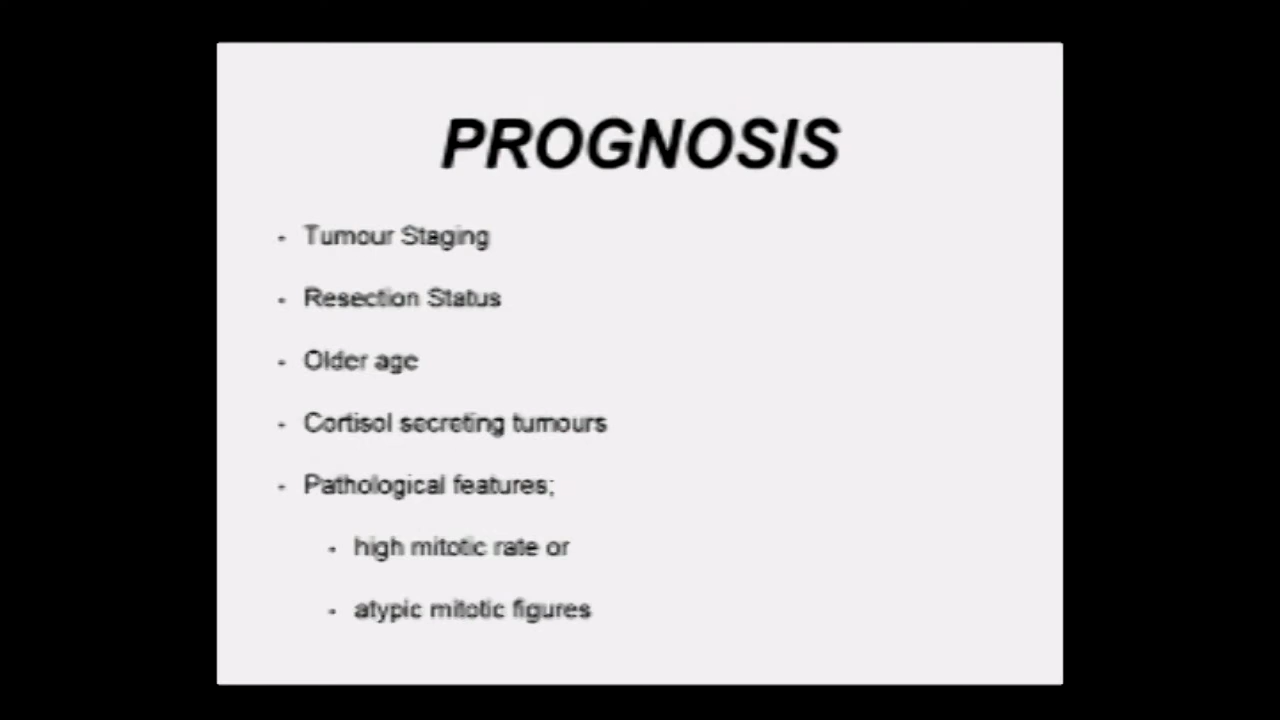 PROGNOSIS
- Tumour Staging
- Resection Status
- Older age
- Cortisol secreting tumours
- Pathological features;
- high mitotic rate or
- atypic mitotic figures